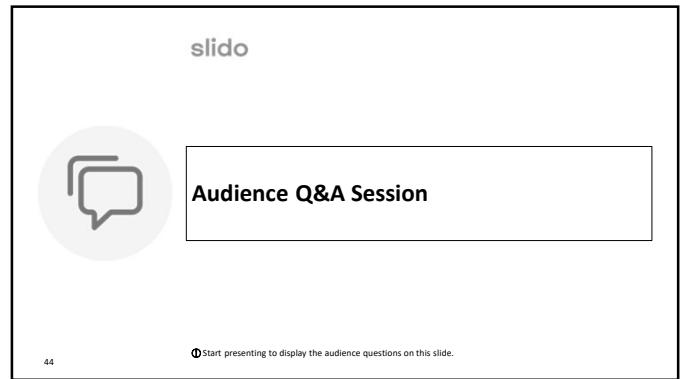 slido
Audience Q&A Session
ⓘ Start presenting to display the audience questions on this slide.
44